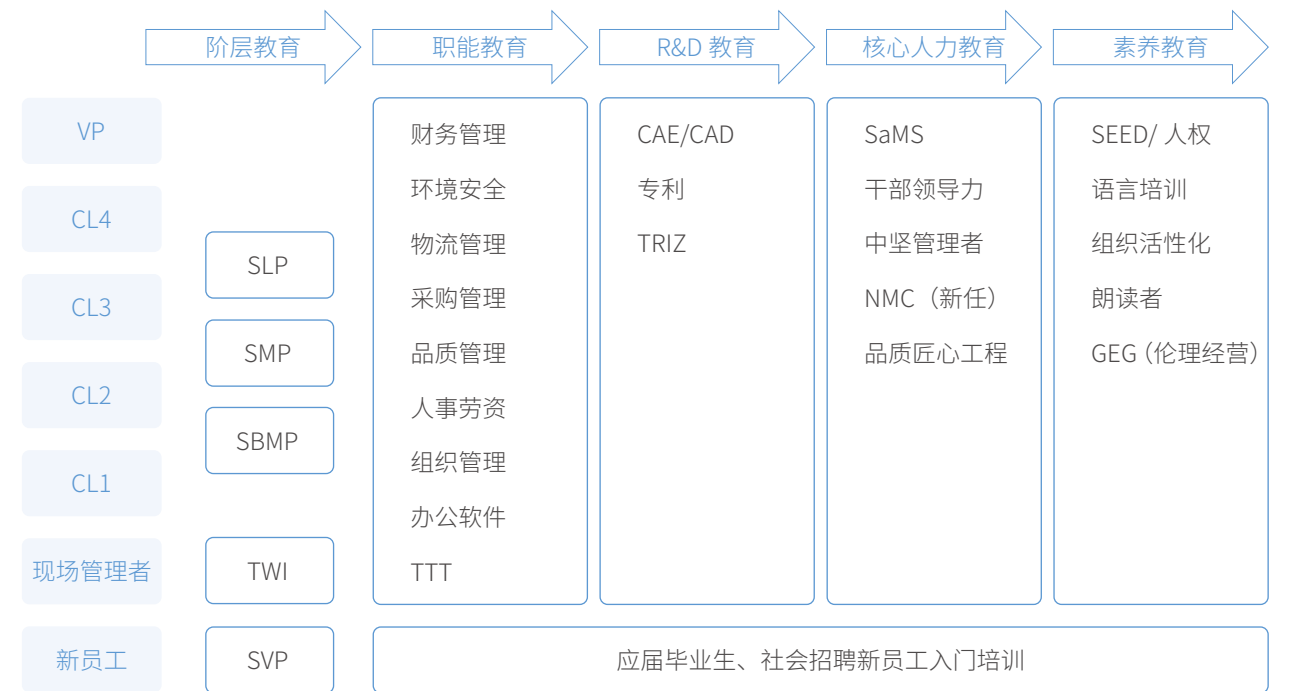 阶层教育
职能教育
R&D 教育
核心人力教育
素养教育
VP
CL4
CL3
CL2
CL1
现场管理者
新员工
SLP
SMP
SBMP
TWI
SVP
财务管理
环境安全
物流管理
采购管理
品质管理
人事劳资
组织管理
办公软件
TTT
CAE/CAD
专利
TRIZ
SaMS
干部领导力
中坚管理者
NMC（新任）
品质匠心工程
SEED/ 人权
语言培训
组织活性化
朗读者
GEG（伦理经营）
应届毕业生、社会招聘新员工入门培训